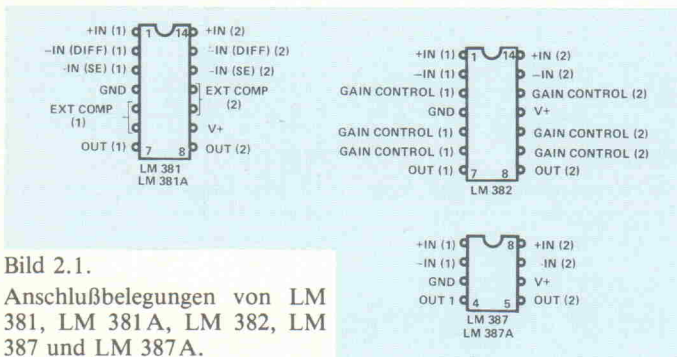 +IN (1) 1 14 +IN (2)
−IN (DIFF) (1) −IN (DIFF) (2)
−IN (SE) (1) −IN (SE) (2)
GND EXT COMP (2)
EXT COMP (1)
V+
OUT (1) 7 8 OUT (2)
LM 381
LM 381A
+IN (1) 1 14 +IN (2)
−IN (1) −IN (2)
GAIN CONTROL (1) GAIN CONTROL (2)
GND V+
GAIN CONTROL (1) GAIN CONTROL (2)
GAIN CONTROL (1) GAIN CONTROL (2)
OUT (1) 7 8 OUT (2)
LM 382
+IN (1) 8 +IN (2)
−IN (1) -IN (2)
GND V+
OUT 1 4 5 OUT (2)
LM 387
LM 387A
Bild 2.1.
Anschlußbelegungen von LM
381, LM 381 A, LM 382, LM
387 und LM 387 A.